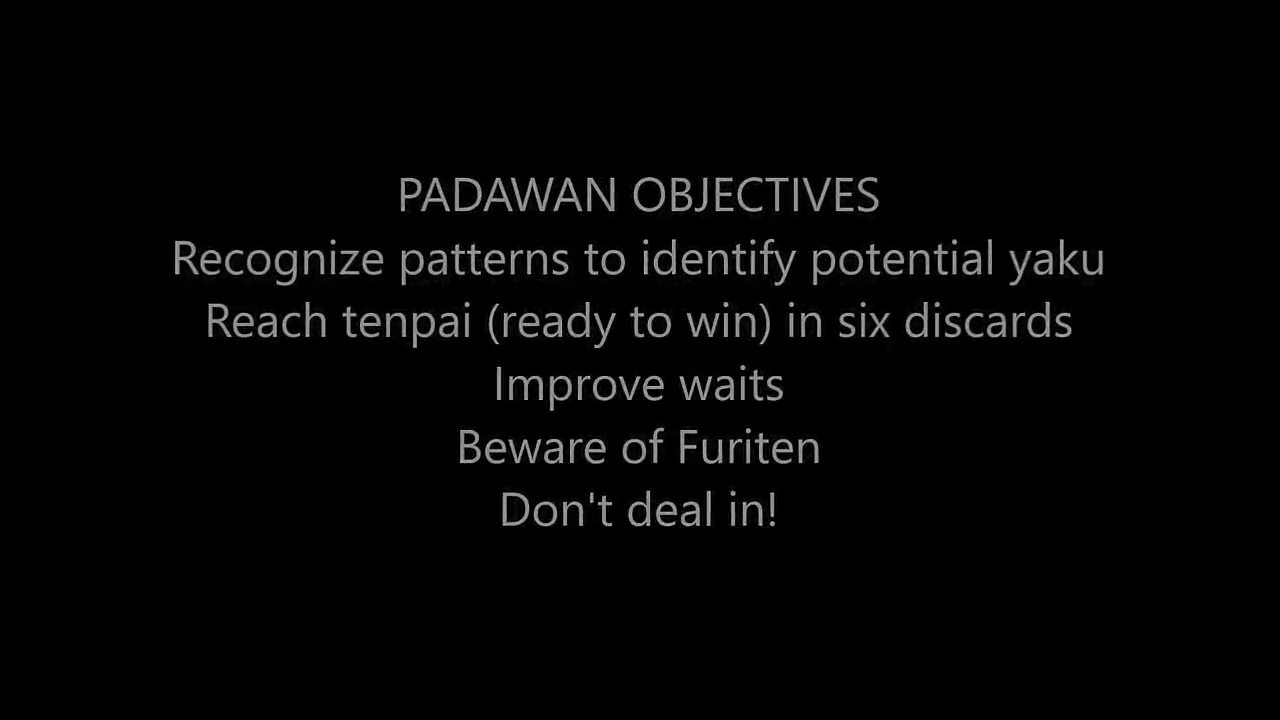 PADAWAN OBJECTIVES
Recognize patterns to identify potential yaku
Reach tenpai (ready to win) in six discards
Improve waits
Beware of Furiten
Don't deal in!